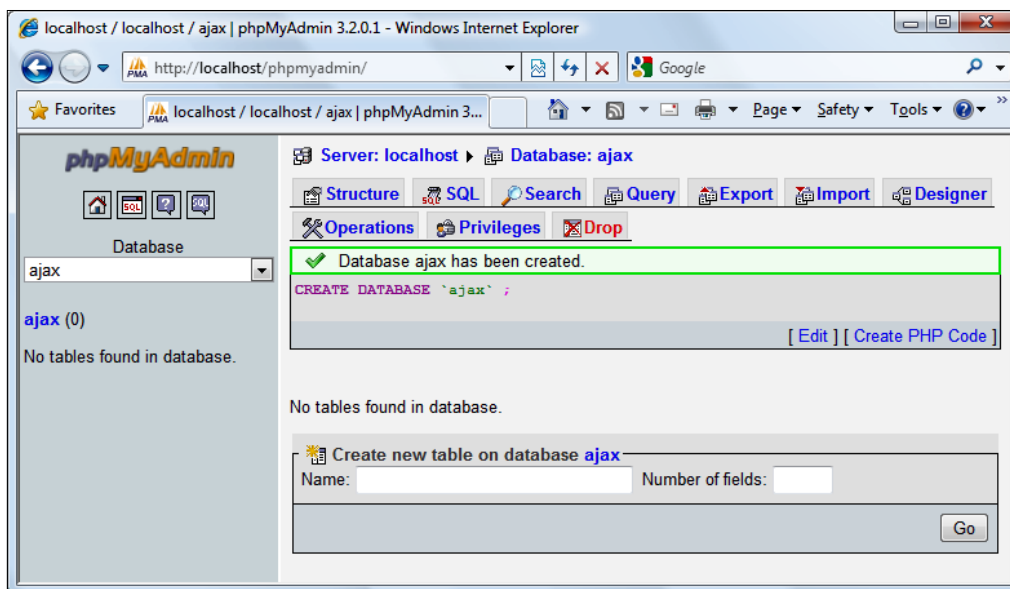 localhost / localhost / ajax | phpMyAdmin 3.2.0.1 - Windows Internet Explorer
PMA http://localhost/phpmyadmin/ Google
Favorites PMA localhost / localhost / ajax | phpMyAdmin 3... Page Safety Tools »
phpMyAdmin
SQL ? SQL
Database
ajax
ajax (0)
No tables found in database.
Server: localhost Database: ajax
Structure SQL Search Query Export Import Designer
Operations Privileges Drop
Database ajax has been created.
CREATE DATABASE `ajax` ;
[ Edit ] [ Create PHP Code ]
No tables found in database.
Create new table on database ajax
Name: Number of fields:
Go